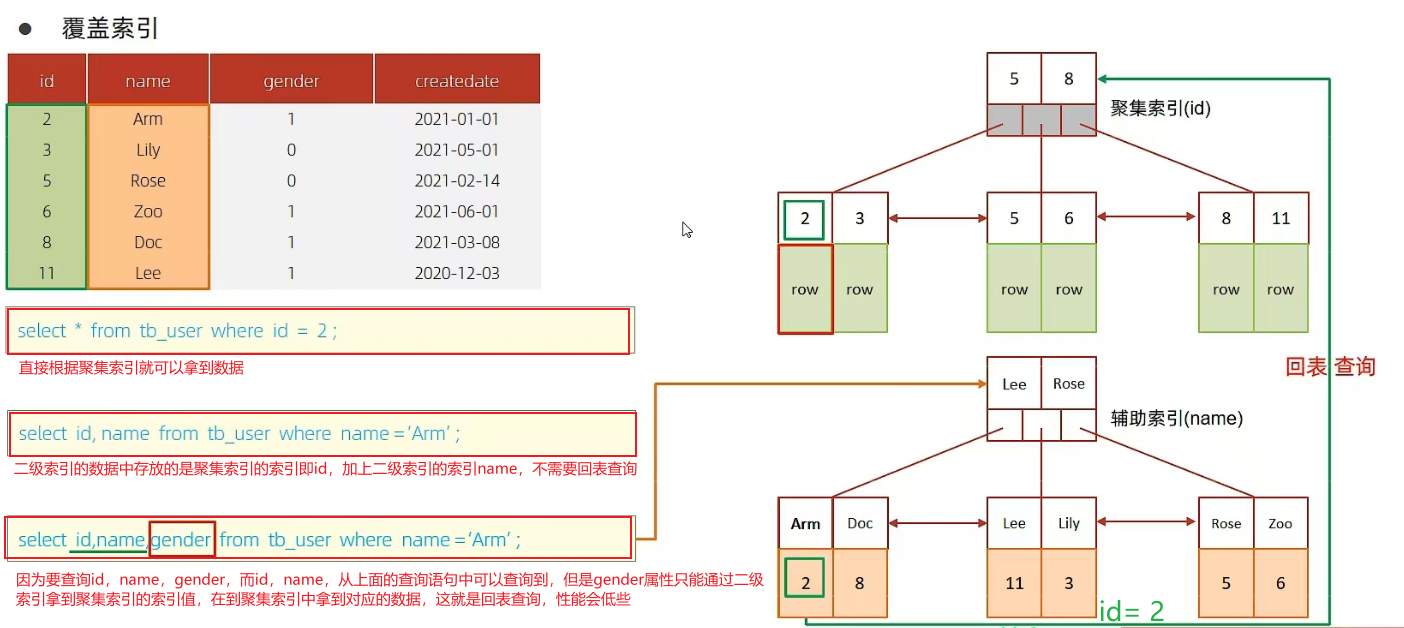 ● 覆盖索引
id name gender createdate
2 Arm 1 2021-01-01
3 Lily 0 2021-05-01
5 Rose 0 2021-02-14
6 Zoo 1 2021-06-01
8 Doc 1 2021-03-08
11 Lee 1 2020-12-03
select * from tb_user where id = 2 ;
直接根据聚集索引就可以拿到数据
select id, name from tb_user where name = ‘Arm’ ;
二级索引的数据中存放的是聚集索引的索引即id，加上二级索引的索引name，不需要回表查询
select id,name,gender from tb_user where name = ‘Arm’ ;
因为要查询id，name，gender，而id，name，从上面的查询语句中可以查询到，但是gender属性只能通过二级
索引拿到聚集索引的索引值，在到聚集索引中拿到对应的数据，这就是回表查询，性能会低些
5 8
聚集索引(id)
2 3 5 6 8 11
row row row row row row
回表 查询
Lee Rose
辅助索引(name)
Arm Doc Lee Lily Rose Zoo
2 8 11 3 5 6
id= 2